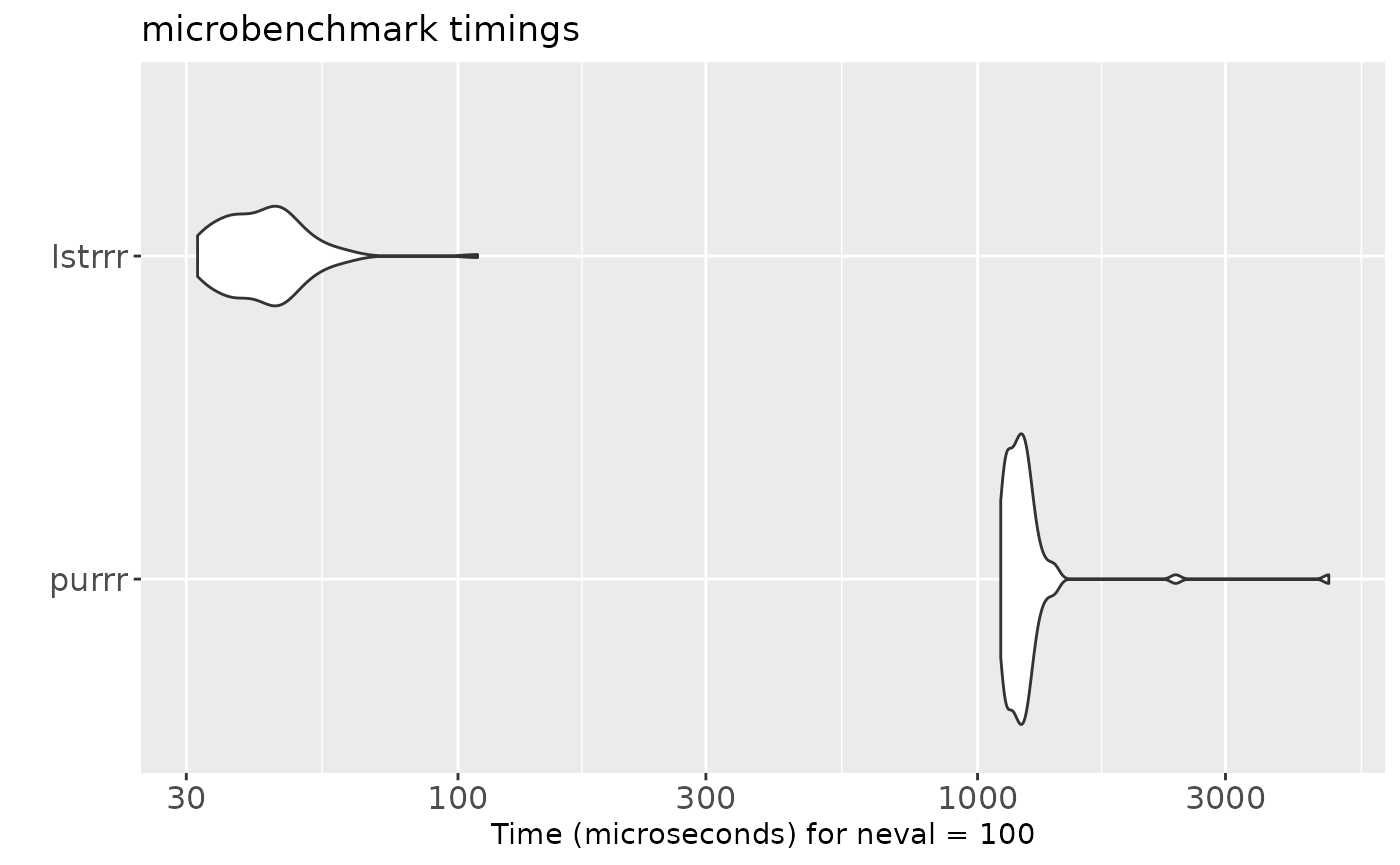 microbenchmark timings
lstrrr
purrr
30 100 300 1000 3000
Time (microseconds) for neval = 100